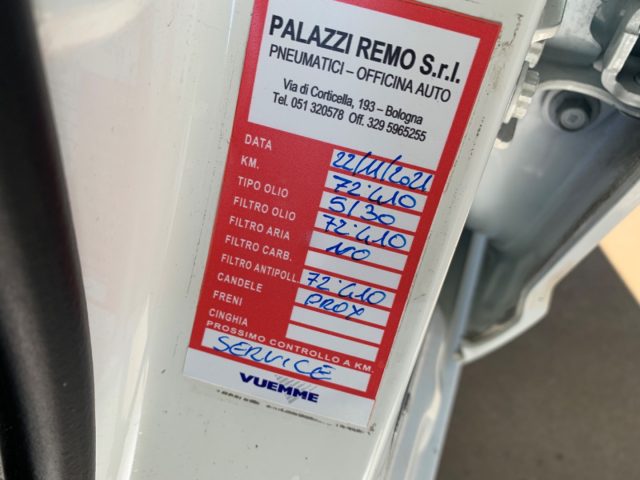 PALAZZI REMO S.r.l.
PNEUMATICI – OFFICINA AUTO
Via di Corticella, 193 – Bologna
Tel. 051 320578 Off. 329 5965255
DATA 22/11/2021
KM. 72.410
TIPO OLIO 5/30
FILTRO OLIO 72.410
FILTRO ARIA NO
FILTRO CARB.
FILTRO ANTIPOLL. 72.410
CANDELE PROX
FRENI
CINGHIA
PROSSIMO CONTROLLO A KM.
SERVICE
VUEMME